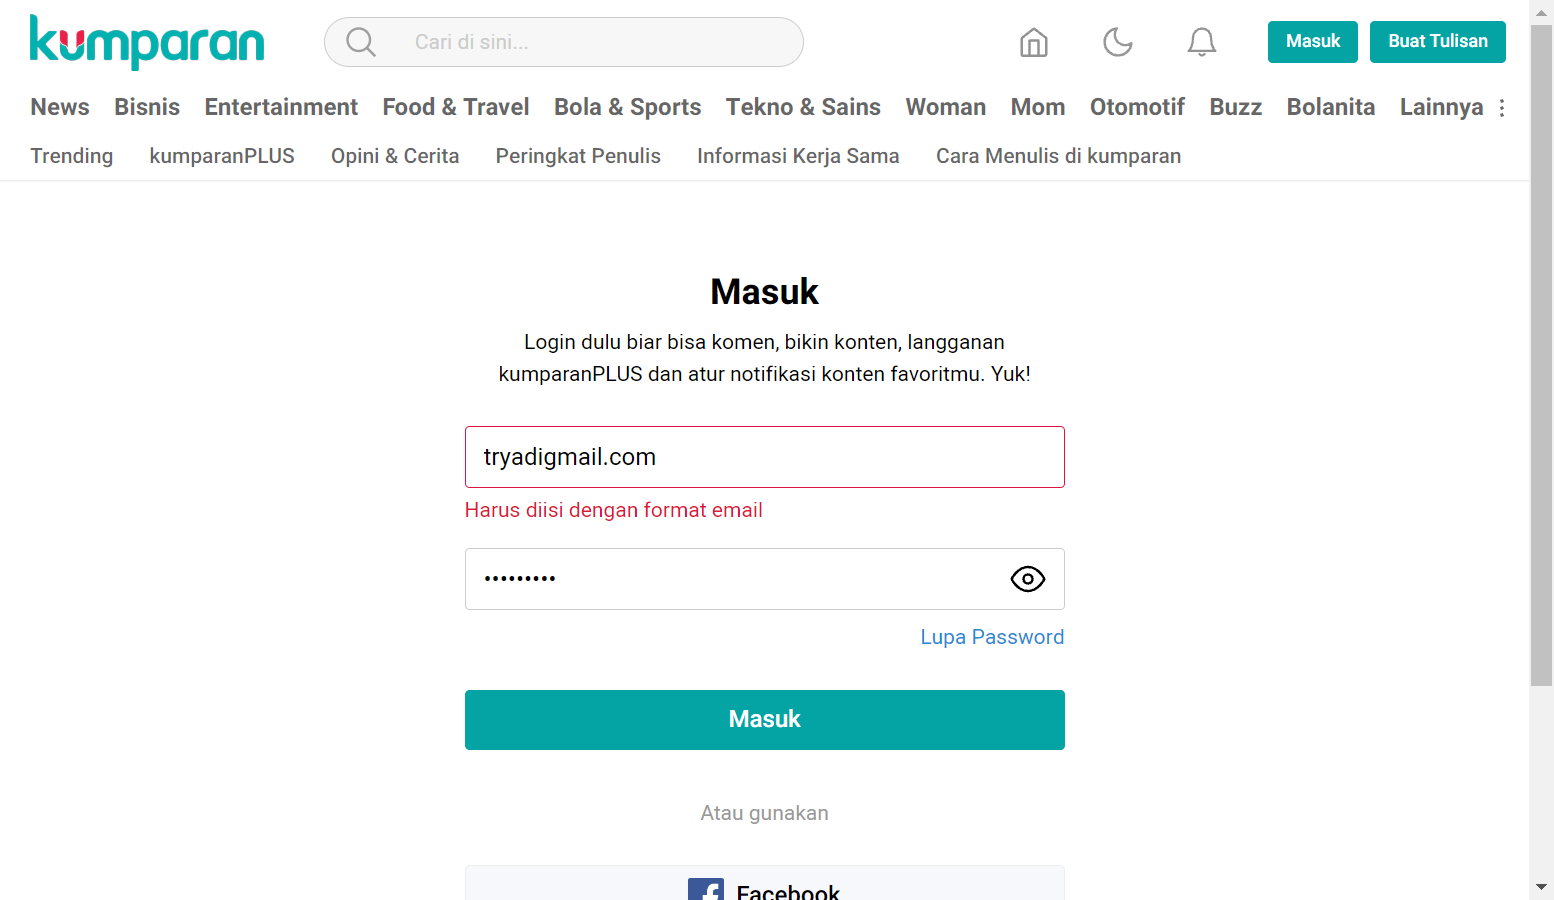 kumparan
Cari di sini...
Masuk
Buat Tulisan
News Bisnis Entertainment Food & Travel Bola & Sports Tekno & Sains Woman Mom Otomotif Buzz Bolanita Lainnya
Trending kumparanPLUS Opini & Cerita Peringkat Penulis Informasi Kerja Sama Cara Menulis di kumparan
Masuk
Login dulu biar bisa komen, bikin konten, langganan
kumparanPLUS dan atur notifikasi konten favoritmu. Yuk!
tryadigmail.com
Harus diisi dengan format email
•••••••••
Lupa Password
Masuk
Atau gunakan
Facebook